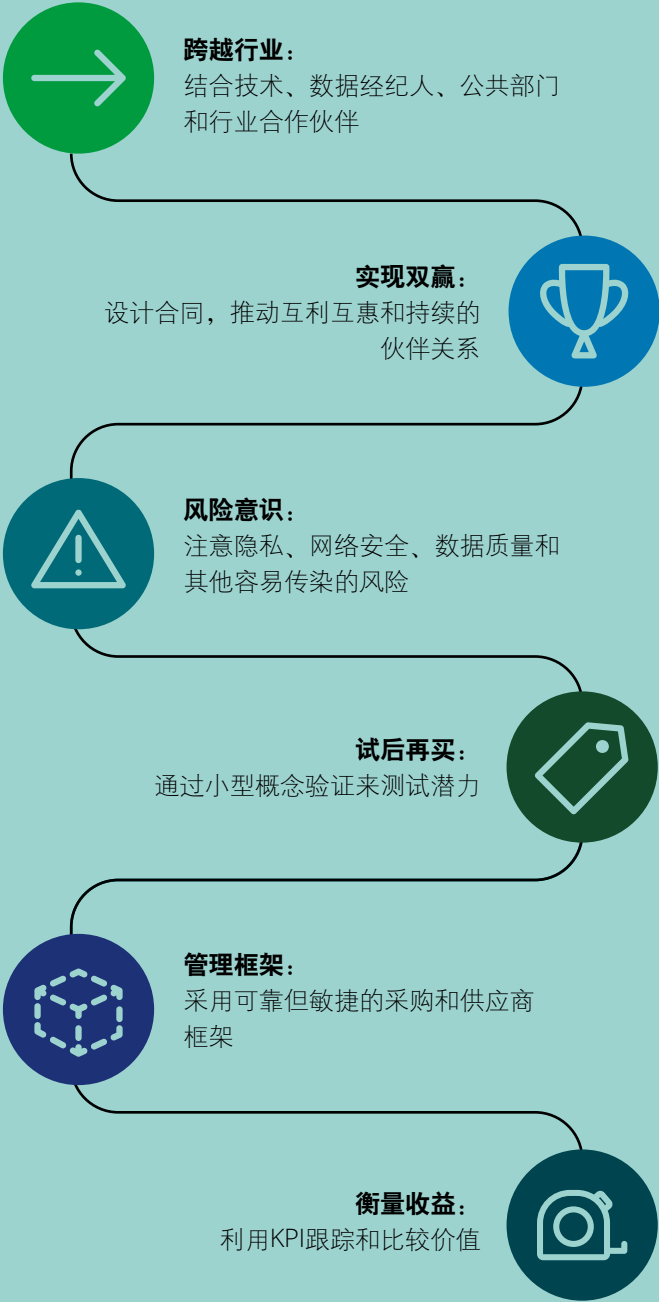 跨越行业：
结合技术、数据经纪人、公共部门
和行业合作伙伴
实现双赢：
设计合同，推动互利互惠和持续的
伙伴关系
风险意识：
注意隐私、网络安全、数据质量和
其他容易传染的风险
试后再买：
通过小型概念验证来测试潜力
管理框架：
采用可靠但敏捷的采购和供应商
框架
衡量收益：
利用KPI跟踪和比较价值